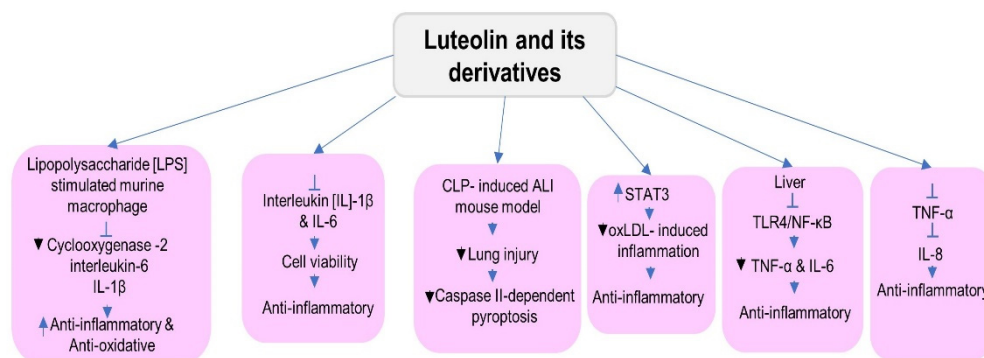 Luteolin and its
derivatives
Lipopolysaccharide [LPS]
stimulated murine
macrophage
Cyclooxygenase -2
interleukin-6
IL-1β
Anti-inflammatory &
Anti-oxidative
Interleukin [IL]-1β
& IL-6
Cell viability
Anti-inflammatory
CLP- induced ALI
mouse model
Lung injury
Caspase II-dependent
pyroptosis
STAT3
oxLDL- induced
inflammation
Anti-inflammatory
Liver
TLR4/NF-κB
TNF-α & IL-6
Anti-inflammatory
TNF-α
IL-8
Anti-inflammatory